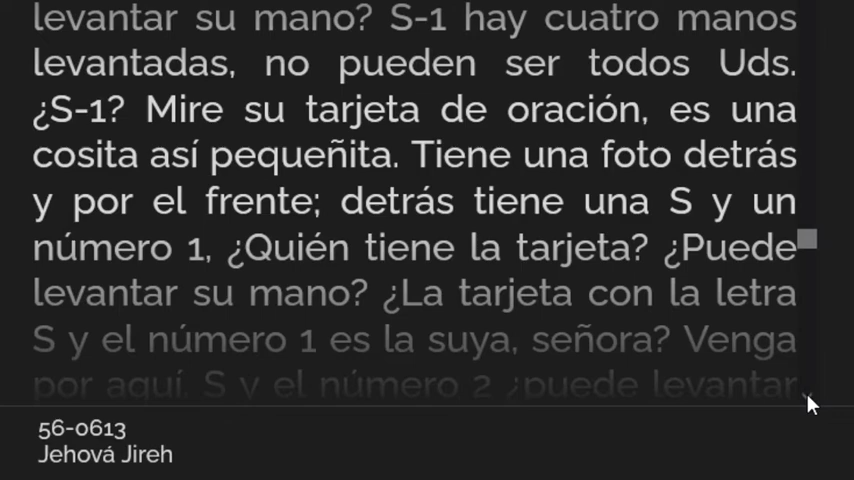 levantar su mano? S-1 hay cuatro manos
levantadas, no pueden ser todos Uds.
¿S-1? Mire su tarjeta de oración, es una
cosita así pequeñita. Tiene una foto detrás
y por el frente; detrás tiene una S y un
número 1, ¿Quién tiene la tarjeta? ¿Puede
levantar su mano? ¿La tarjeta con la letra
S y el número 1 es la suya, señora? Venga
por aquí. S y el número 2 ¿puede levantar
56-0613
Jehová Jireh